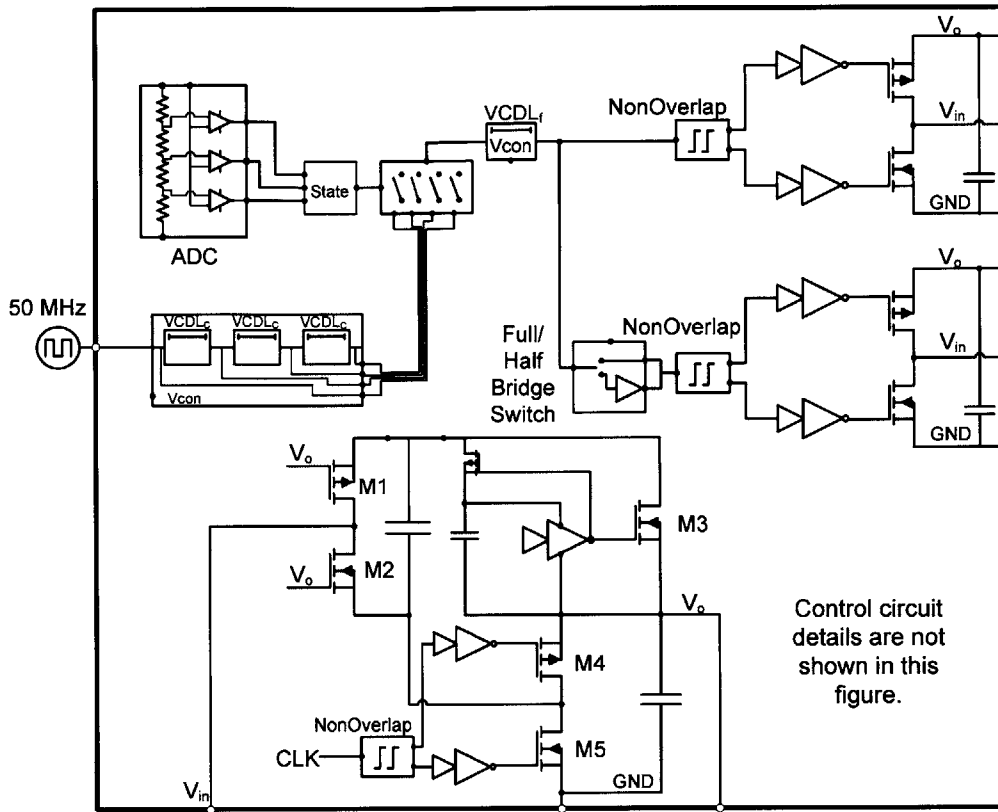 ADC
State
VCDLf
Vcon
NonOverlap
Vo
Vin
GND
50 MHz
VCDLC
VCDLC
VCDLC
Vcon
Full/
Half
Bridge
Switch
NonOverlap
Vo
Vin
GND
Vo
M1
M2
Vo
M3
Vo
M4
NonOverlap
CLK
M5
GND
Vin
Control circuit
details are not
shown in this
figure.